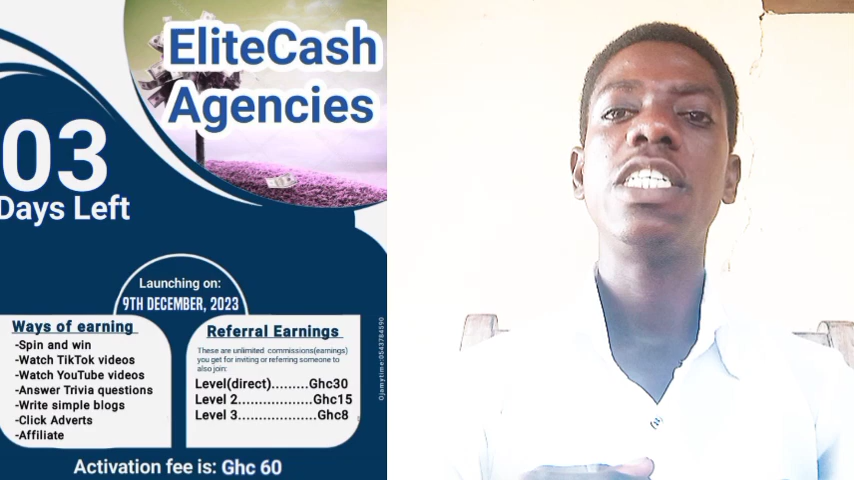 EliteCash
Agencies
03
Days Left
Launching on:
9TH DECEMBER, 2023
Ways of earning
-Spin and win
-Watch TikTok videos
-Watch YouTube videos
-Answer Trivia questions
-Write simple blogs
-Click Adverts
-Affiliate
Referral Earnings
These are unlimited commissions(earnings)
you get for inviting or referring someone to
also join:
Level(direct).........Ghc30
Level 2...................Ghc15
Level 3....................Ghc8
Ojamytime:0543784590
Activation fee is: Ghc 60